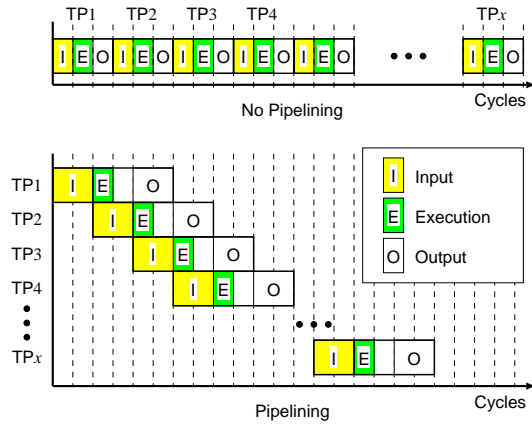 TP1 TP2 TP3 TP4 TPx
I E O I E O I E O I E O I E O I E O
Cycles
No Pipelining
TP1 I E O
TP2 I E O
TP3 I E O
TP4 I E O
TPx I E O
I Input
E Execution
O Output
Cycles
Pipelining